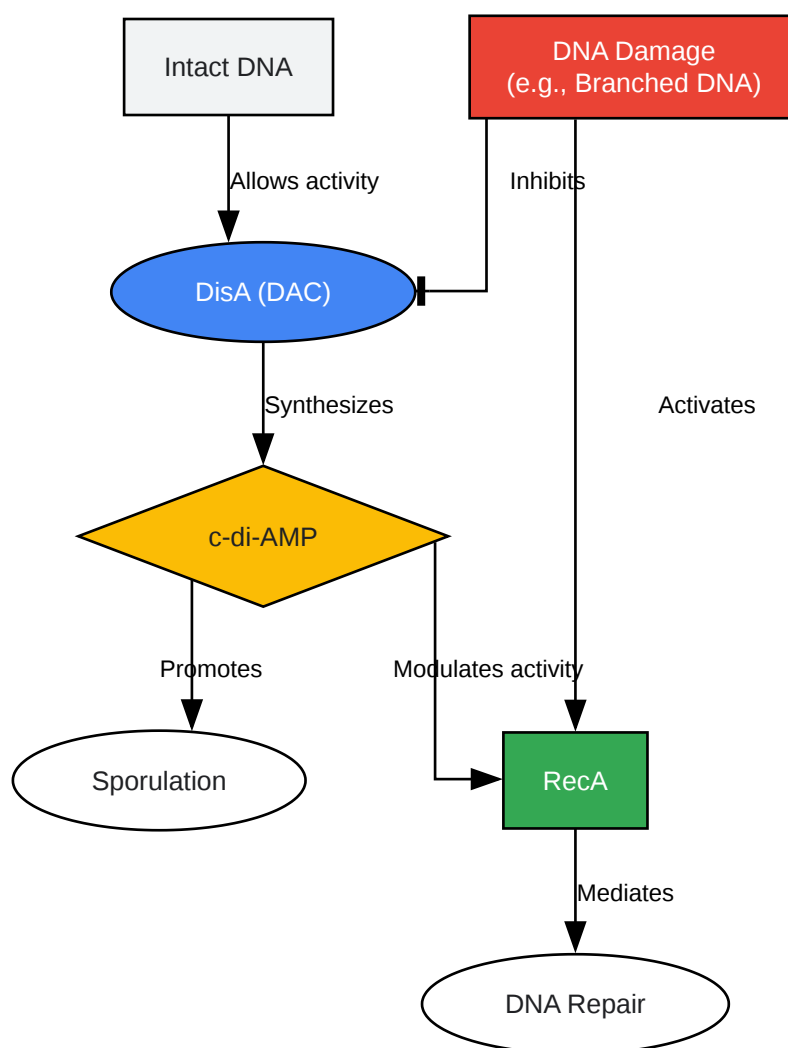 Intact DNA
DNA Damage
(e.g., Branched DNA)
Allows activity
Inhibits
DisA (DAC)
Synthesizes
Activates
c-di-AMP
Promotes
Modulates activity
Sporulation
RecA
Mediates
DNA Repair